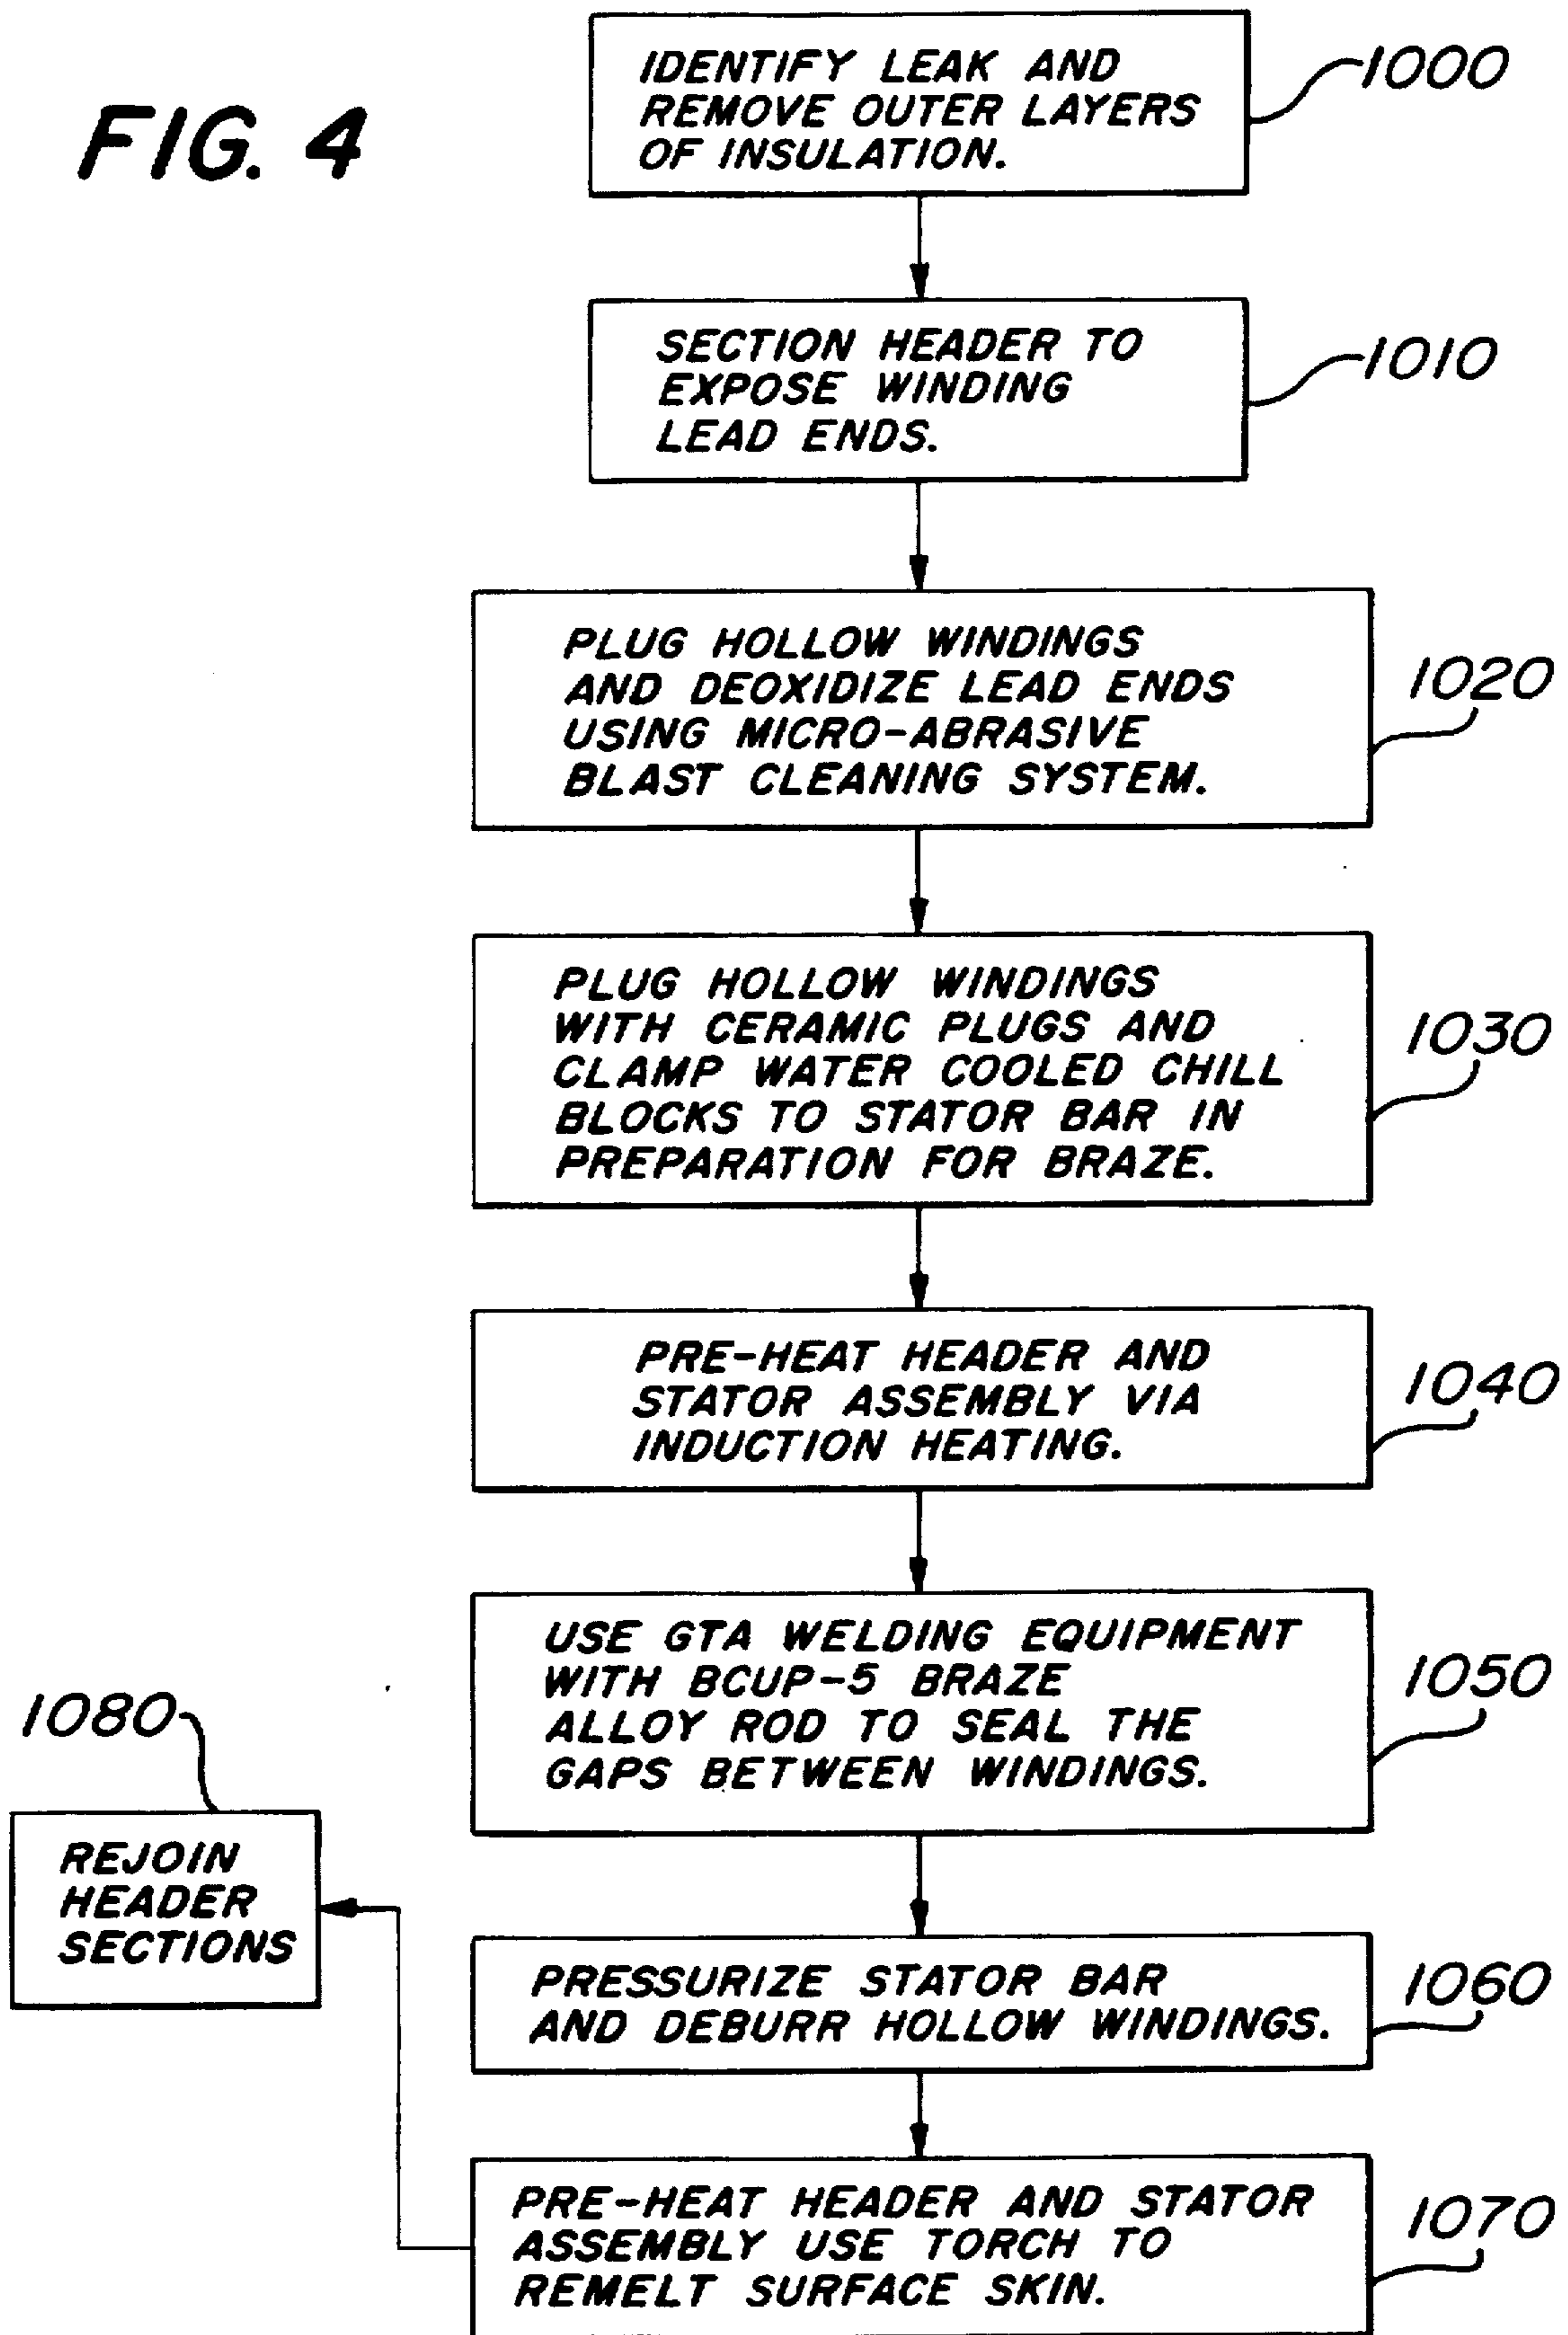 FIG. 4
IDENTIFY LEAK AND
REMOVE OUTER LAYERS
OF INSULATION.
1000
SECTION HEADER TO
EXPOSE WINDING
LEAD ENDS.
1010
PLUG HOLLOW WINDINGS
AND DEOXIDIZE LEAD ENDS
USING MICRO-ABRASIVE
BLAST CLEANING SYSTEM.
1020
PLUG HOLLOW WINDINGS
WITH CERAMIC PLUGS AND
CLAMP WATER COOLED CHILL
BLOCKS TO STATOR BAR IN
PREPARATION FOR BRAZE.
1030
PRE-HEAT HEADER AND
STATOR ASSEMBLY VIA
INDUCTION HEATING.
1040
USE GTA WELDING EQUIPMENT
WITH BCUP-5 BRAZE
ALLOY ROD TO SEAL THE
GAPS BETWEEN WINDINGS.
1050
PRESSURIZE STATOR BAR
AND DEBURR HOLLOW WINDINGS.
1060
PRE-HEAT HEADER AND STATOR
ASSEMBLY USE TORCH TO
REMELT SURFACE SKIN.
1070
1080
REJOIN
HEADER
SECTIONS